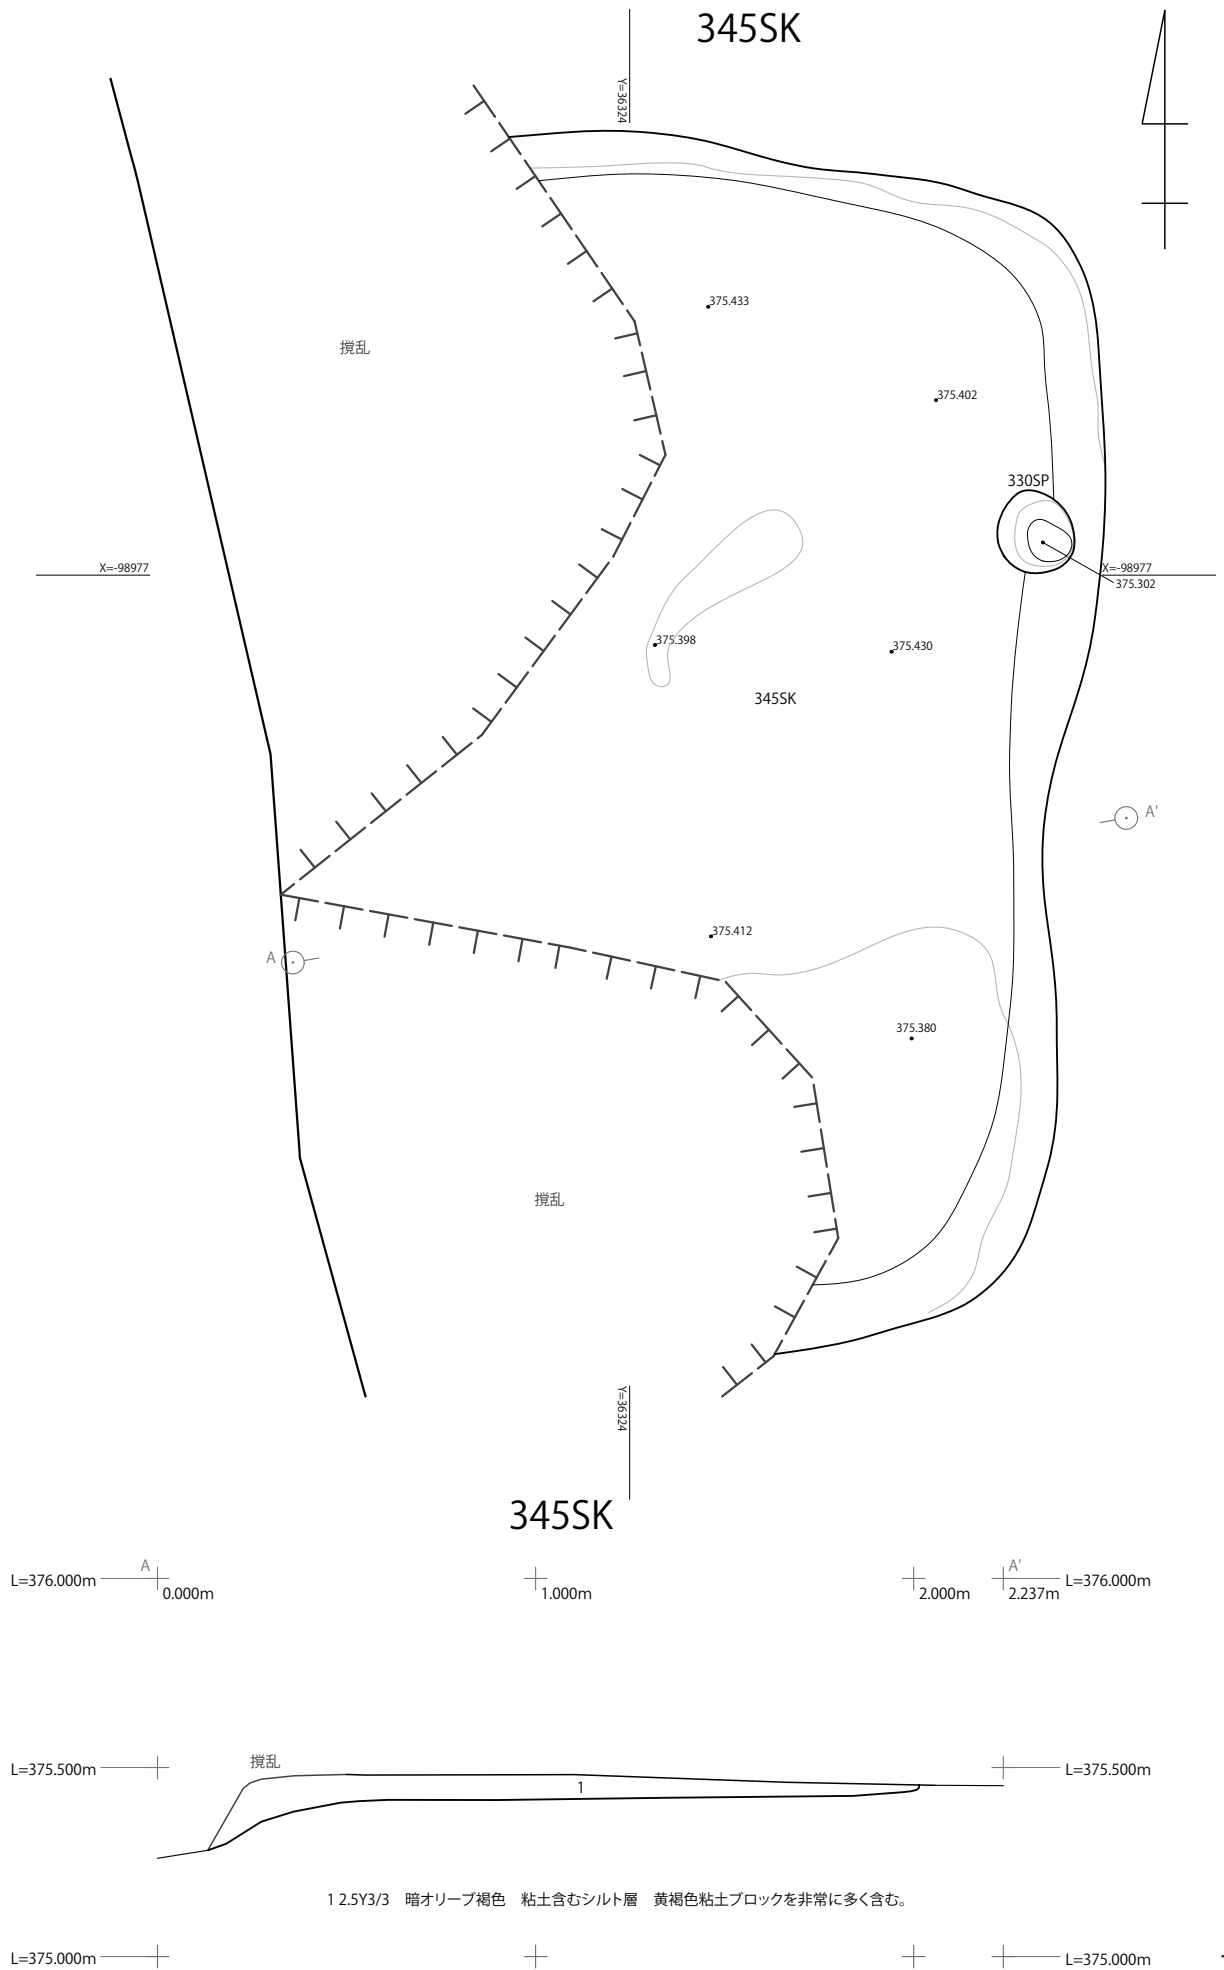 345SK
Y=36324
375.433
撹乱
375.402
330SP
X=-98977
X=-98977
375.302
375.398
375.430
345SK
A'
375.412
A
375.380
撹乱
Y=36324
345SK
A
A'
L=376.000m
L=376.000m
0.000m
1.000m
2.000m
2.237m
撹乱
L=375.500m
L=375.500m
1
1 2.5Y3/3 暗オリーブ褐色 粘土含むシルト層 黄褐色粘土ブロックを非常に多く含む。
L=375.000m
L=375.000m